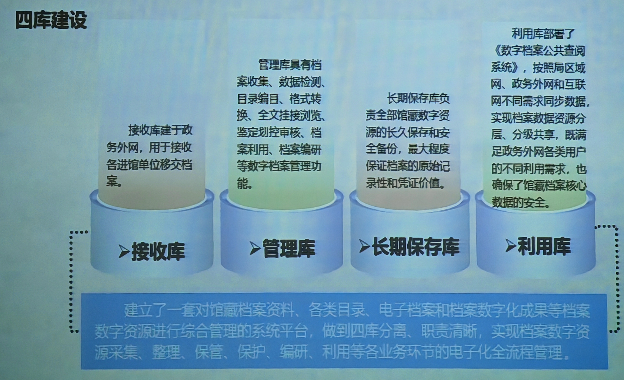 四库建设
接收库建于政
务外网，用于接收
各进馆单位移交档
案。
管理库具有档
案收集、数据检测、
目录编目、格式转
换、全文挂接浏览、
鉴定划控审核、档
案利用、档案编研
等数字档案管理功
能。
长期保存库负
责全部馆藏数字资
源的长久保存和安
全备份，最大程度
保证档案的原始记
录性和凭证价值。
利用库部署了
《数字档案公共查阅
系统》，按照局区域
网、政务外网和互联
网不同需求同步数据，
实现档案数据资源分
层、分级共享，既满
足政务外网各类用户
的不同利用需求，也
确保了馆藏档案核心
数据的安全。
➢接收库
➢管理库
➢长期保存库
➢利用库
建立了一套对馆藏档案资料、各类目录、电子档案和档案数字化成果等档案
数字资源进行综合管理的系统平台，做到四库分离、职责清晰，实现档案数字资
源采集、整理、保管、保护、编研、利用等各业务环节的电子化全流程管理。